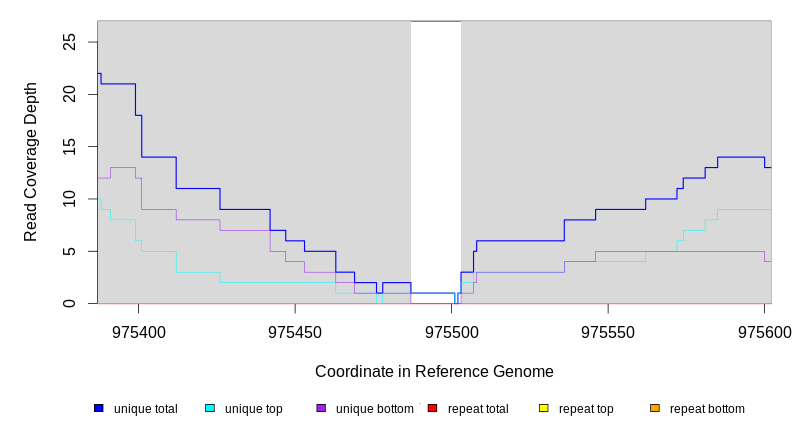 25
20
15
10
5
0
Read Coverage Depth
975400 975450 975500 975550 975600
Coordinate in Reference Genome
unique total unique top unique bottom repeat total repeat top repeat bottom